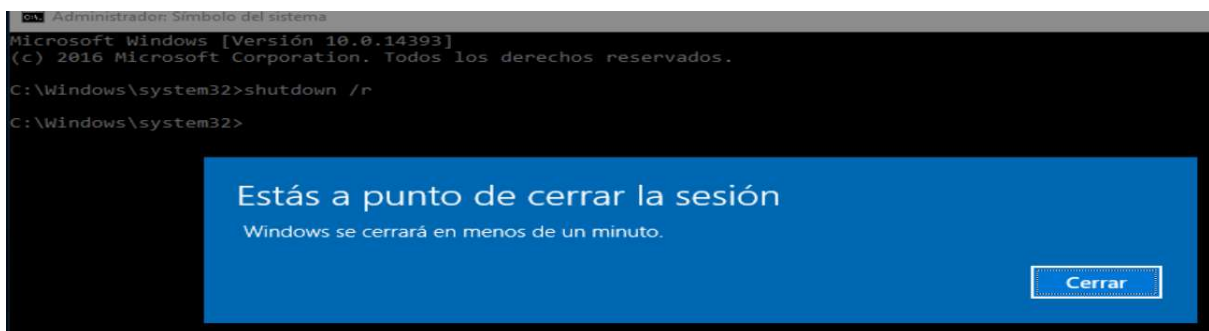 Administrador: Símbolo del sistema
Microsoft Windows [Versión 10.0.14393]
(c) 2016 Microsoft Corporation. Todos los derechos reservados.
C:\Windows\system32>shutdown /r
C:\Windows\system32>
Estás a punto de cerrar la sesión
Windows se cerrará en menos de un minuto.
Cerrar